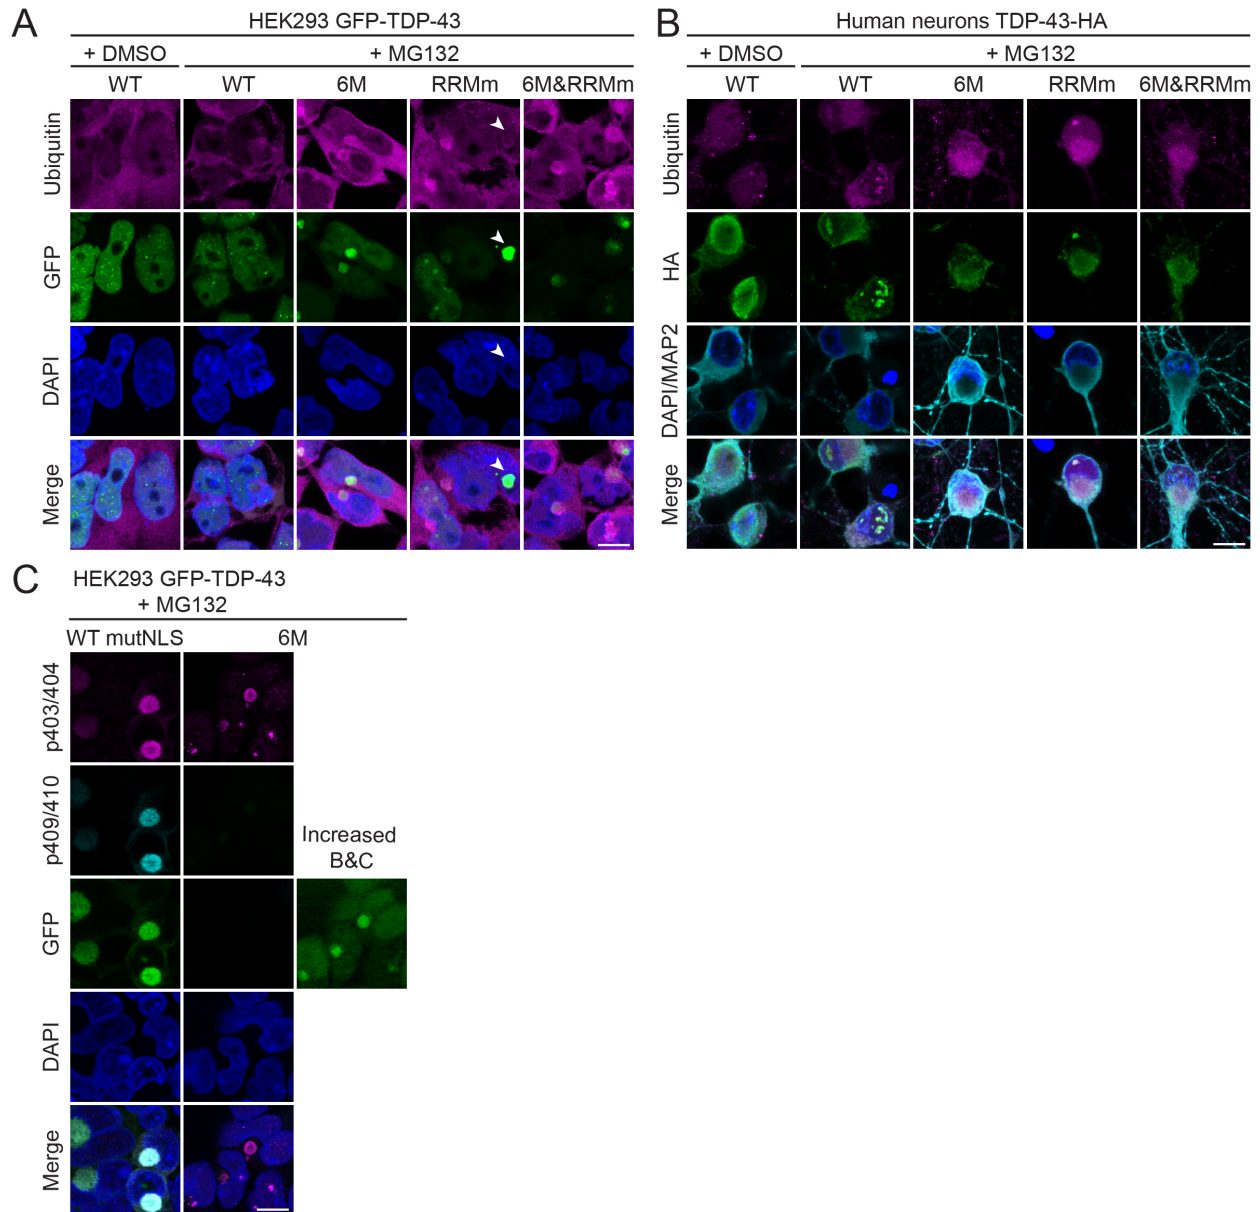 A
HEK293 GFP-TDP-43
+ DMSO
+ MG132
WT
WT
6M
RRMm
6M&RRMm
Ubiquitin
GFP
DAPI
Merge
B
Human neurons TDP-43-HA
+ DMSO
+ MG132
WT
WT
6M
RRMm
6M&RRMm
Ubiquitin
HA
DAPI/MAP2
Merge
C
HEK293 GFP-TDP-43
+ MG132
WT mutNLS
6M
p403/404
p409/410
Increased
B&C
GFP
DAPI
Merge